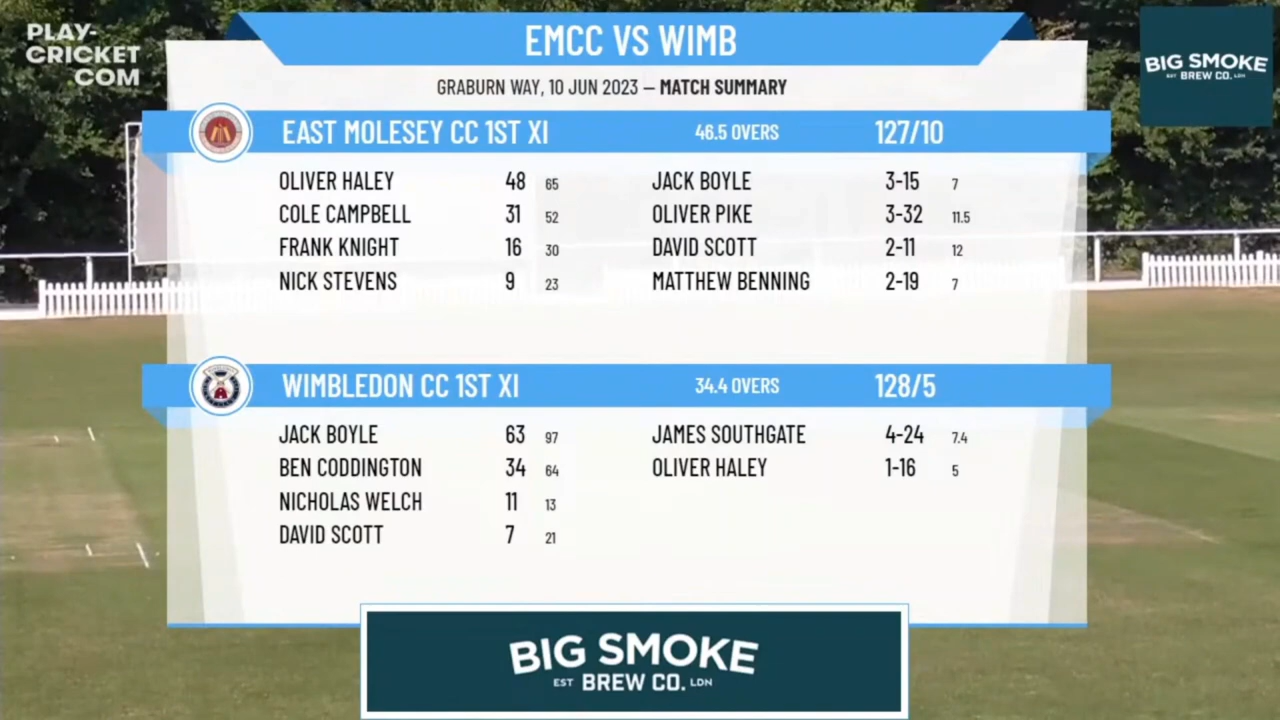 PLAY-
CRICKET
COM
EMCC VS WIMB
BIG SMOKE
EST BREW CO. LDN
GRABURN WAY, 10 JUN 2023 – MATCH SUMMARY
EAST MOLESEY CC 1ST XI 46.5 OVERS 127/10
OLIVER HALEY 48 65 JACK BOYLE 3-15 7
COLE CAMPBELL 31 52 OLIVER PIKE 3-32 11.5
FRANK KNIGHT 16 30 DAVID SCOTT 2-11 12
NICK STEVENS 9 23 MATTHEW BENNING 2-19 7
WIMBLEDON CC 1ST XI 34.4 OVERS 128/5
JACK BOYLE 63 97 JAMES SOUTHGATE 4-24 7.4
BEN CODDINGTON 34 64 OLIVER HALEY 1-16 5
NICHOLAS WELCH 11 13
DAVID SCOTT 7 21
BIG SMOKE
EST BREW CO. LDN